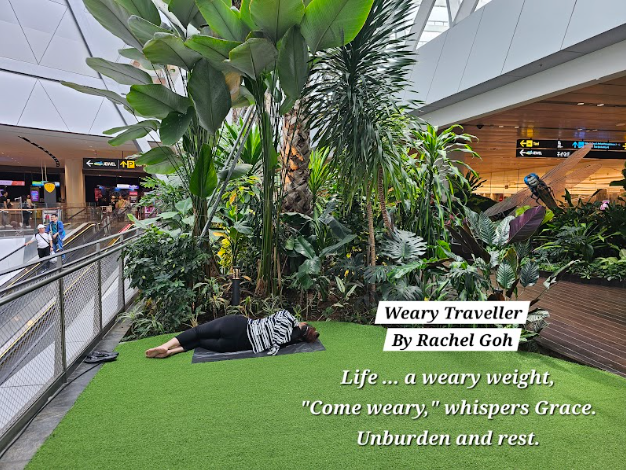 Weary Traveller
By Rachel Goh
Life ... a weary weight,
"Come weary," whispers Grace.
Unburden and rest.